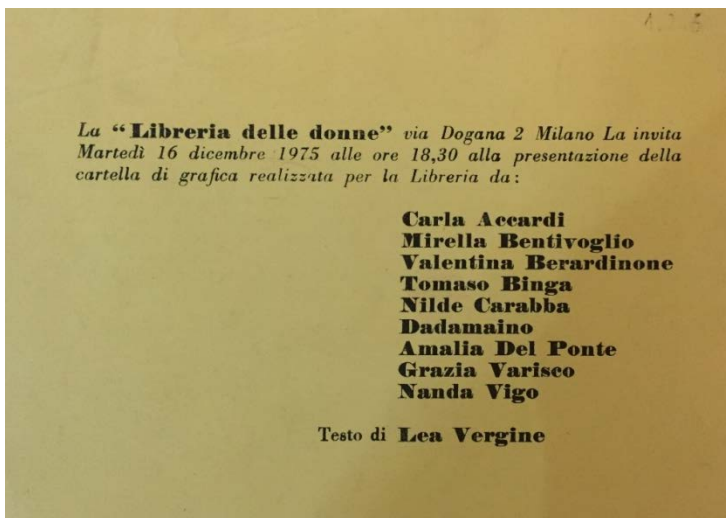 La “Libreria delle donne” via Dogana 2 Milano La invita
Martedì 16 dicembre 1975 alle ore 18,30 alla presentazione della
cartella di grafica realizzata per la Libreria da:
Carla Accardi
Mirella Bentivoglio
Valentina Berardinone
Tomaso Binga
Nilde Carabba
Dadamaino
Amalia Del Ponte
Grazia Varisco
Nanda Vigo
Testo di Lea Vergine